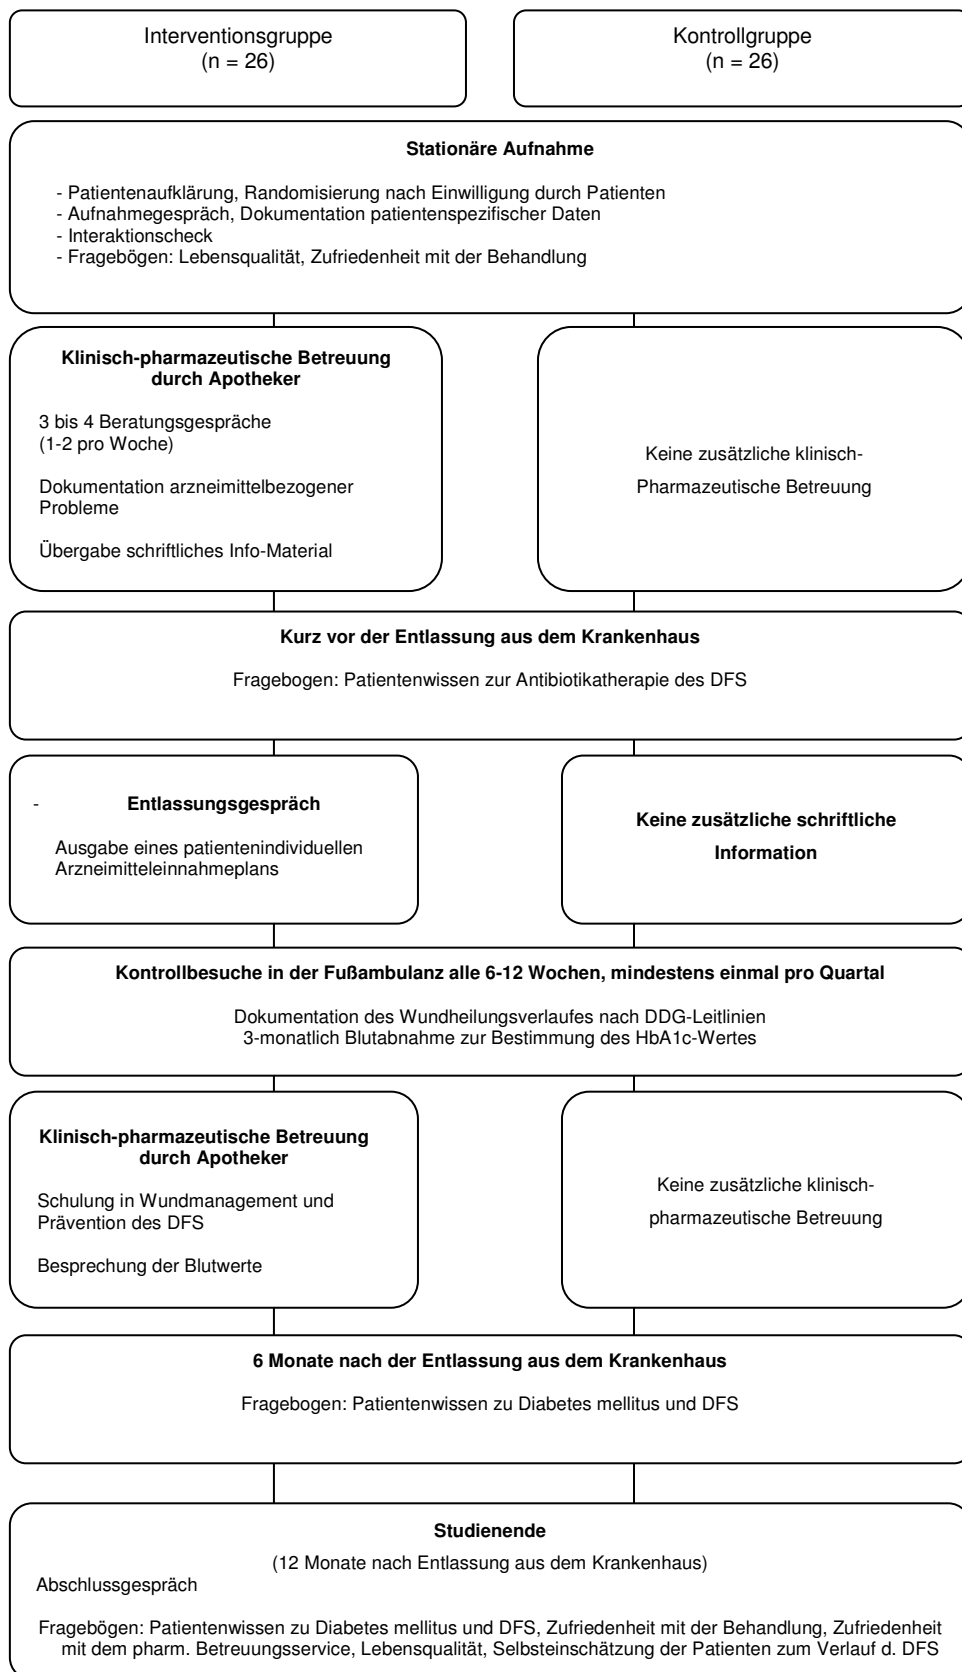 Interventionsgruppe
(n = 26)
Kontrollgruppe
(n = 26)
Stationäre Aufnahme
- Patientenaufklärung, Randomisierung nach Einwilligung durch Patienten
- Aufnahmegespräch, Dokumentation patientenspezifischer Daten
- Interaktionscheck
- Fragebögen: Lebensqualität, Zufriedenheit mit der Behandlung
Klinisch-pharmazeutische Betreuung
durch Apotheker
3 bis 4 Beratungsgespräche
(1-2 pro Woche)
Dokumentation arzneimittelbezogener
Probleme
Übergabe schriftliches Info-Material
Keine zusätzliche klinisch-
Pharmazeutische Betreuung
Kurz vor der Entlassung aus dem Krankenhaus
Fragebogen: Patientenwissen zur Antibiotikatherapie des DFS
- Entlassungsgespräch
Ausgabe eines patientenindividuellen
Arzneimitteleinnahmeplans
Keine zusätzliche schriftliche
Information
Kontrollbesuche in der Fußambulanz alle 6-12 Wochen, mindestens einmal pro Quartal
Dokumentation des Wundheilungsverlaufes nach DDG-Leitlinien
3-monatlich Blutabnahme zur Bestimmung des HbA1c-Wertes
Klinisch-pharmazeutische Betreuung
durch Apotheker
Schulung in Wundmanagement und
Prävention des DFS
Besprechung der Blutwerte
Keine zusätzliche klinisch-
pharmazeutische Betreuung
6 Monate nach der Entlassung aus dem Krankenhaus
Fragebogen: Patientenwissen zu Diabetes mellitus und DFS
Studienende
(12 Monate nach Entlassung aus dem Krankenhaus)
Abschlussgespräch
Fragebögen: Patientenwissen zu Diabetes mellitus und DFS, Zufriedenheit mit der Behandlung, Zufriedenheit
mit dem pharm. Betreuungsservice, Lebensqualität, Selbsteinschätzung der Patienten zum Verlauf d. DFS